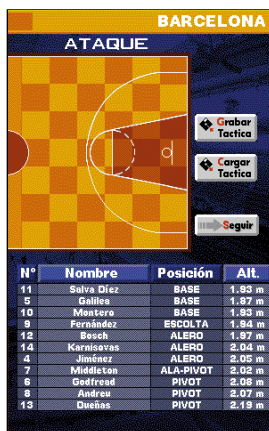 BARCELONA
ATAQUE
Grabar
Tactica
Cargar
Tactica
Seguir
Nº Nombre Posición Alt.
11 Salva Díez BASE 1.93 m
5 Galilea BASE 1.87 m
10 Montero BASE 1.93 m
9 Fernández ESCOLTA 1.94 m
12 Bosch ALERO 1.97 m
14 Karnisovas ALERO 2.04 m
4 Jiménez ALERO 2.05 m
7 Middleton ALA-PIVOT 2.02 m
6 Godfread PIVOT 2.08 m
8 Andreu PIVOT 2.07 m
13 Dueñas PIVOT 2.19 m